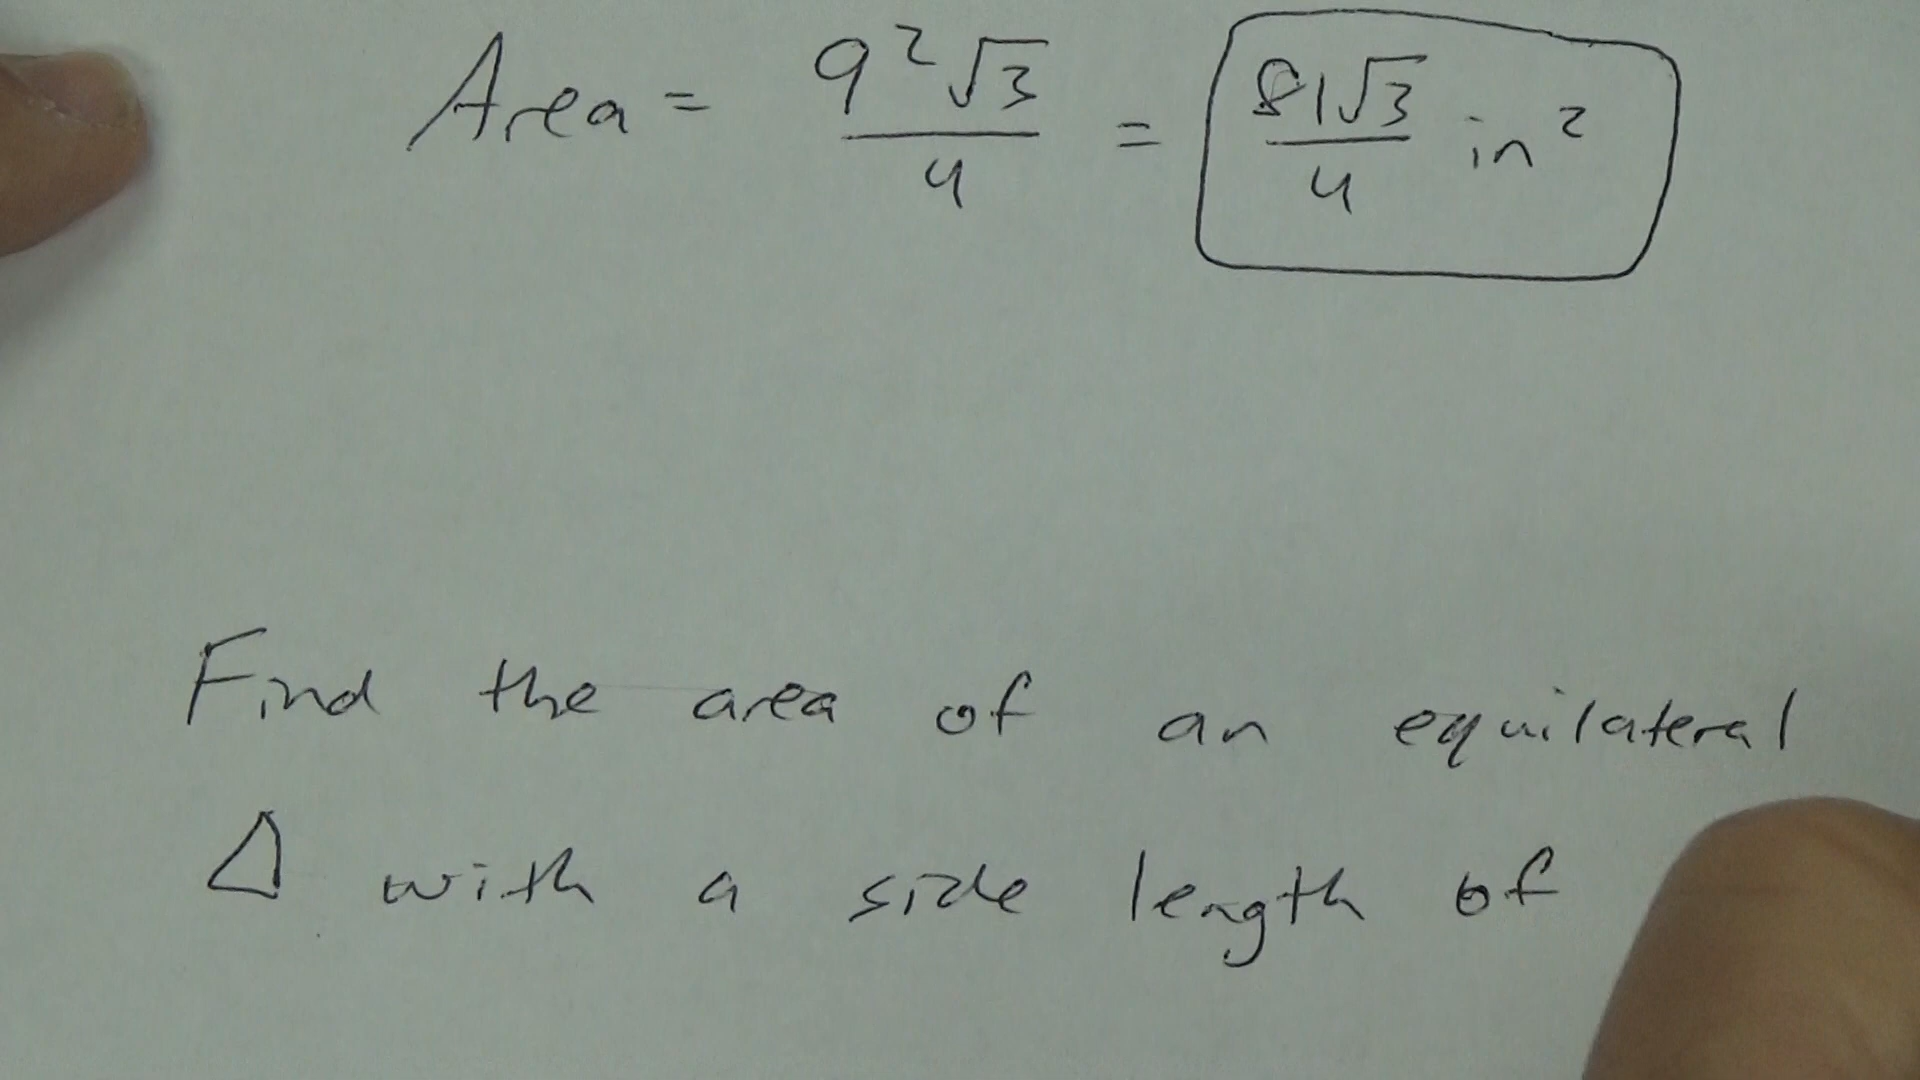 Area = 9²√3/4 = 81√3/4 in²
Find the area of an equilateral
Δ with a side length of